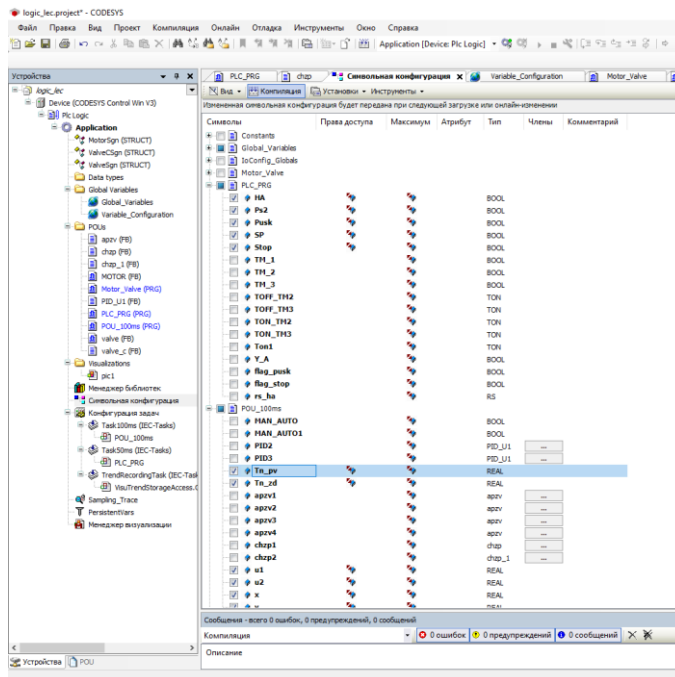 logic_lec.project* - CODESYS
Файл Правка Вид Проект Компиляция Онлайн Отладка Инструменты Окно Справка
Application [Device: Plc Logic]
Устройства
PLC_PRG chzp Символьная конфигурация Variable_Configuration Motor_Valve
Вид Компиляция Установки Инструменты
Измененная символьная конфигурация будет передана при следующей загрузке или онлайн-изменении
logic_lec
Device (CODESYS Control Win V3)
Plc Logic
Application
MotorSgn (STRUCT)
ValveCSgn (STRUCT)
ValveSgn (STRUCT)
Data types
Global Variables
Global_Variables
Variable_Configuration
POUs
apzv (FB)
chzp (FB)
chzp_1 (FB)
MOTOR (FB)
Motor_Valve (PRG)
PID_U1 (FB)
PLC_PRG (PRG)
POU_100ms (PRG)
valve (FB)
valve_c (FB)
Visualizations
pic1
Менеджер библиотек
Символьная конфигурация
Конфигурация задач
Task100ms (IEC-Tasks)
POU_100ms
Task50ms (IEC-Tasks)
PLC_PRG
TrendRecordingTask (IEC-Task
VisuTrendStorageAccess.
Sampling_Trace
PersistentVars
Менеджер визуализации
Устройства POU
Символы Права доступа Максимум Атрибут Тип Члены Комментарий
Constants
Global_Variables
IoConfig_Globals
Motor_Valve
PLC_PRG
HA BOOL
Ps2 BOOL
Pusk BOOL
SP BOOL
Stop BOOL
TM_1 BOOL
TM_2 BOOL
TM_3 BOOL
TOFF_TM2 TON
TOFF_TM3 TON
TON_TM2 TON
TON_TM3 TON
Ton1 TON
Y_A BOOL
flag_pusk BOOL
flag_stop BOOL
rs_ha RS
POU_100ms
MAN_AUTO BOOL
MAN_AUTO1 BOOL
PID2 PID_U1 ...
PID3 PID_U1 ...
Tn_pv REAL
Tn_zd REAL
apzv1 apzv ...
apzv2 apzv ...
apzv3 apzv ...
apzv4 apzv ...
chzp1 chzp ...
chzp2 chzp_1 ...
u1 REAL
u2 REAL
x REAL
REAL
Сообщения - всего 0 ошибок, 0 предупреждений, 0 сообщений
Компиляция 0 ошибок 0 предупреждений 0 сообщений
Описание